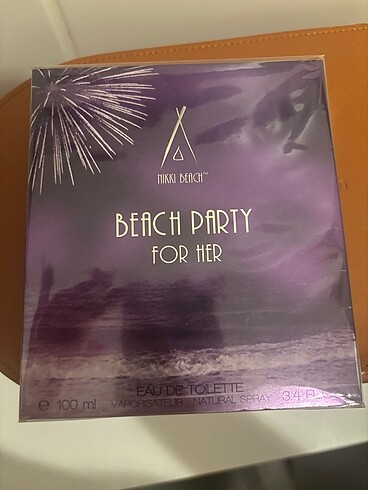 NIKKI BEACH™
BEACH PARTY
FOR HER
EAU DE TOILETTE
VAPORISATEUR - NATURAL SPRAY
℮ 100 ml
3.4 FL